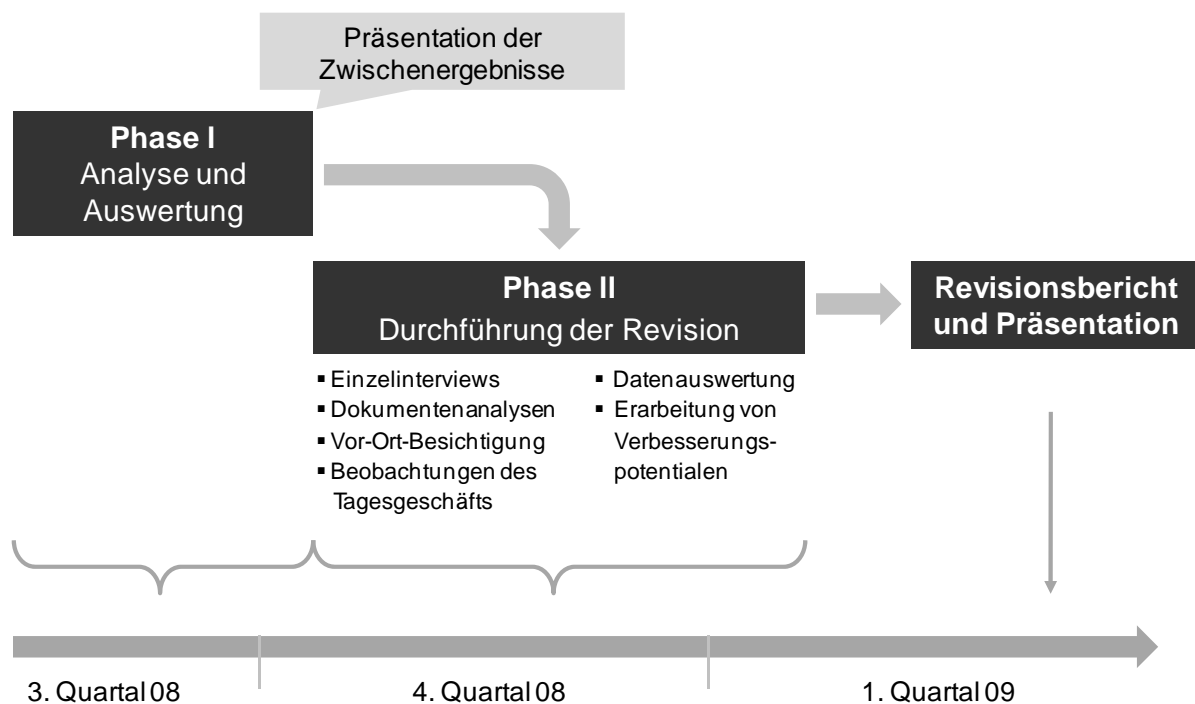 Präsentation der
Zwischenergebnisse
Phase I
Analyse und
Auswertung
Phase II
Durchführung der Revision
Revisionsbericht
und Präsentation
▪ Einzelinterviews
▪ Dokumentenanalysen
▪ Vor-Ort-Besichtigung
▪ Beobachtungen des
Tagesgeschäfts
▪ Datenauswertung
▪ Erarbeitung von
Verbesserungs-
potentialen
3. Quartal 08
4. Quartal 08
1. Quartal 09